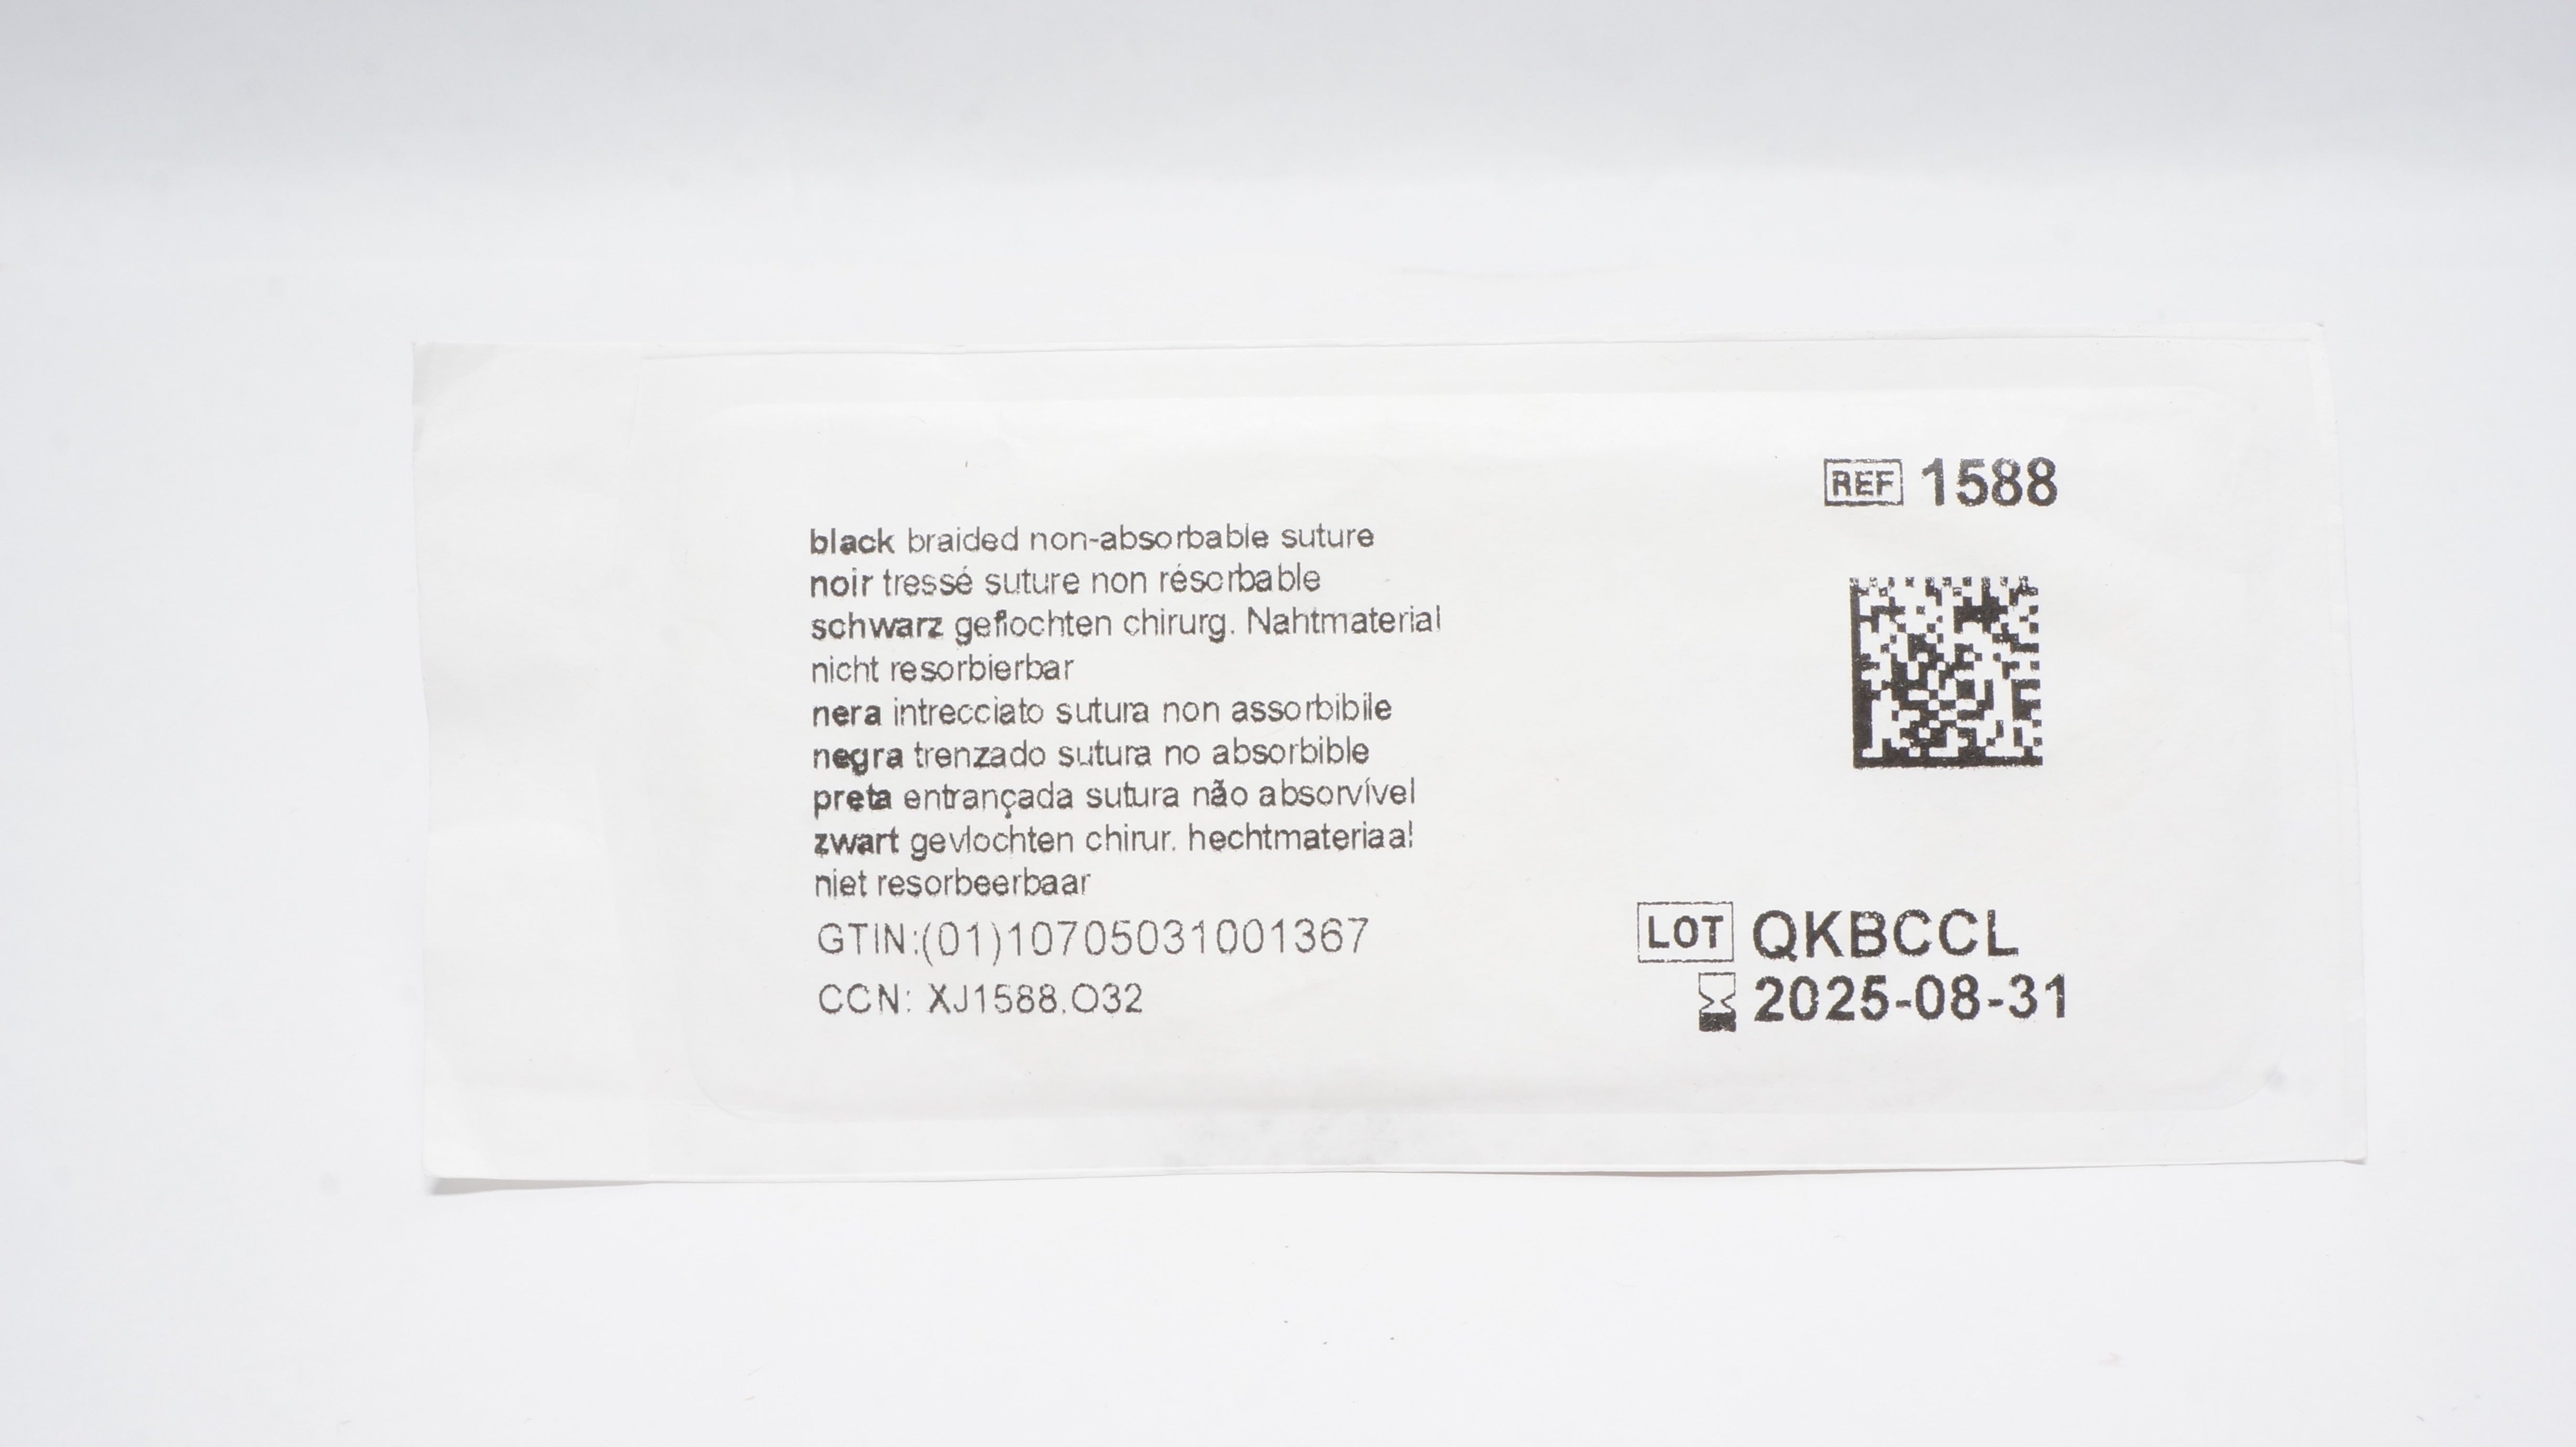 REF 1588
black braided non-absorbable suture
noir tressé suture non résorbable
schwarz geflochten chirurg. Nahtmaterial
nicht resorbierbar
nera intrecciato sutura non assorbibile
negra trenzado sutura no absorbible
preta entrançada sutura não absorvível
zwart gevlochten chirur. hechtmateriaal
niet resorbeerbaar
GTIN:(01)10705031001367
CCN: XJ1588.O32
LOT QKBCCL
2025-08-31